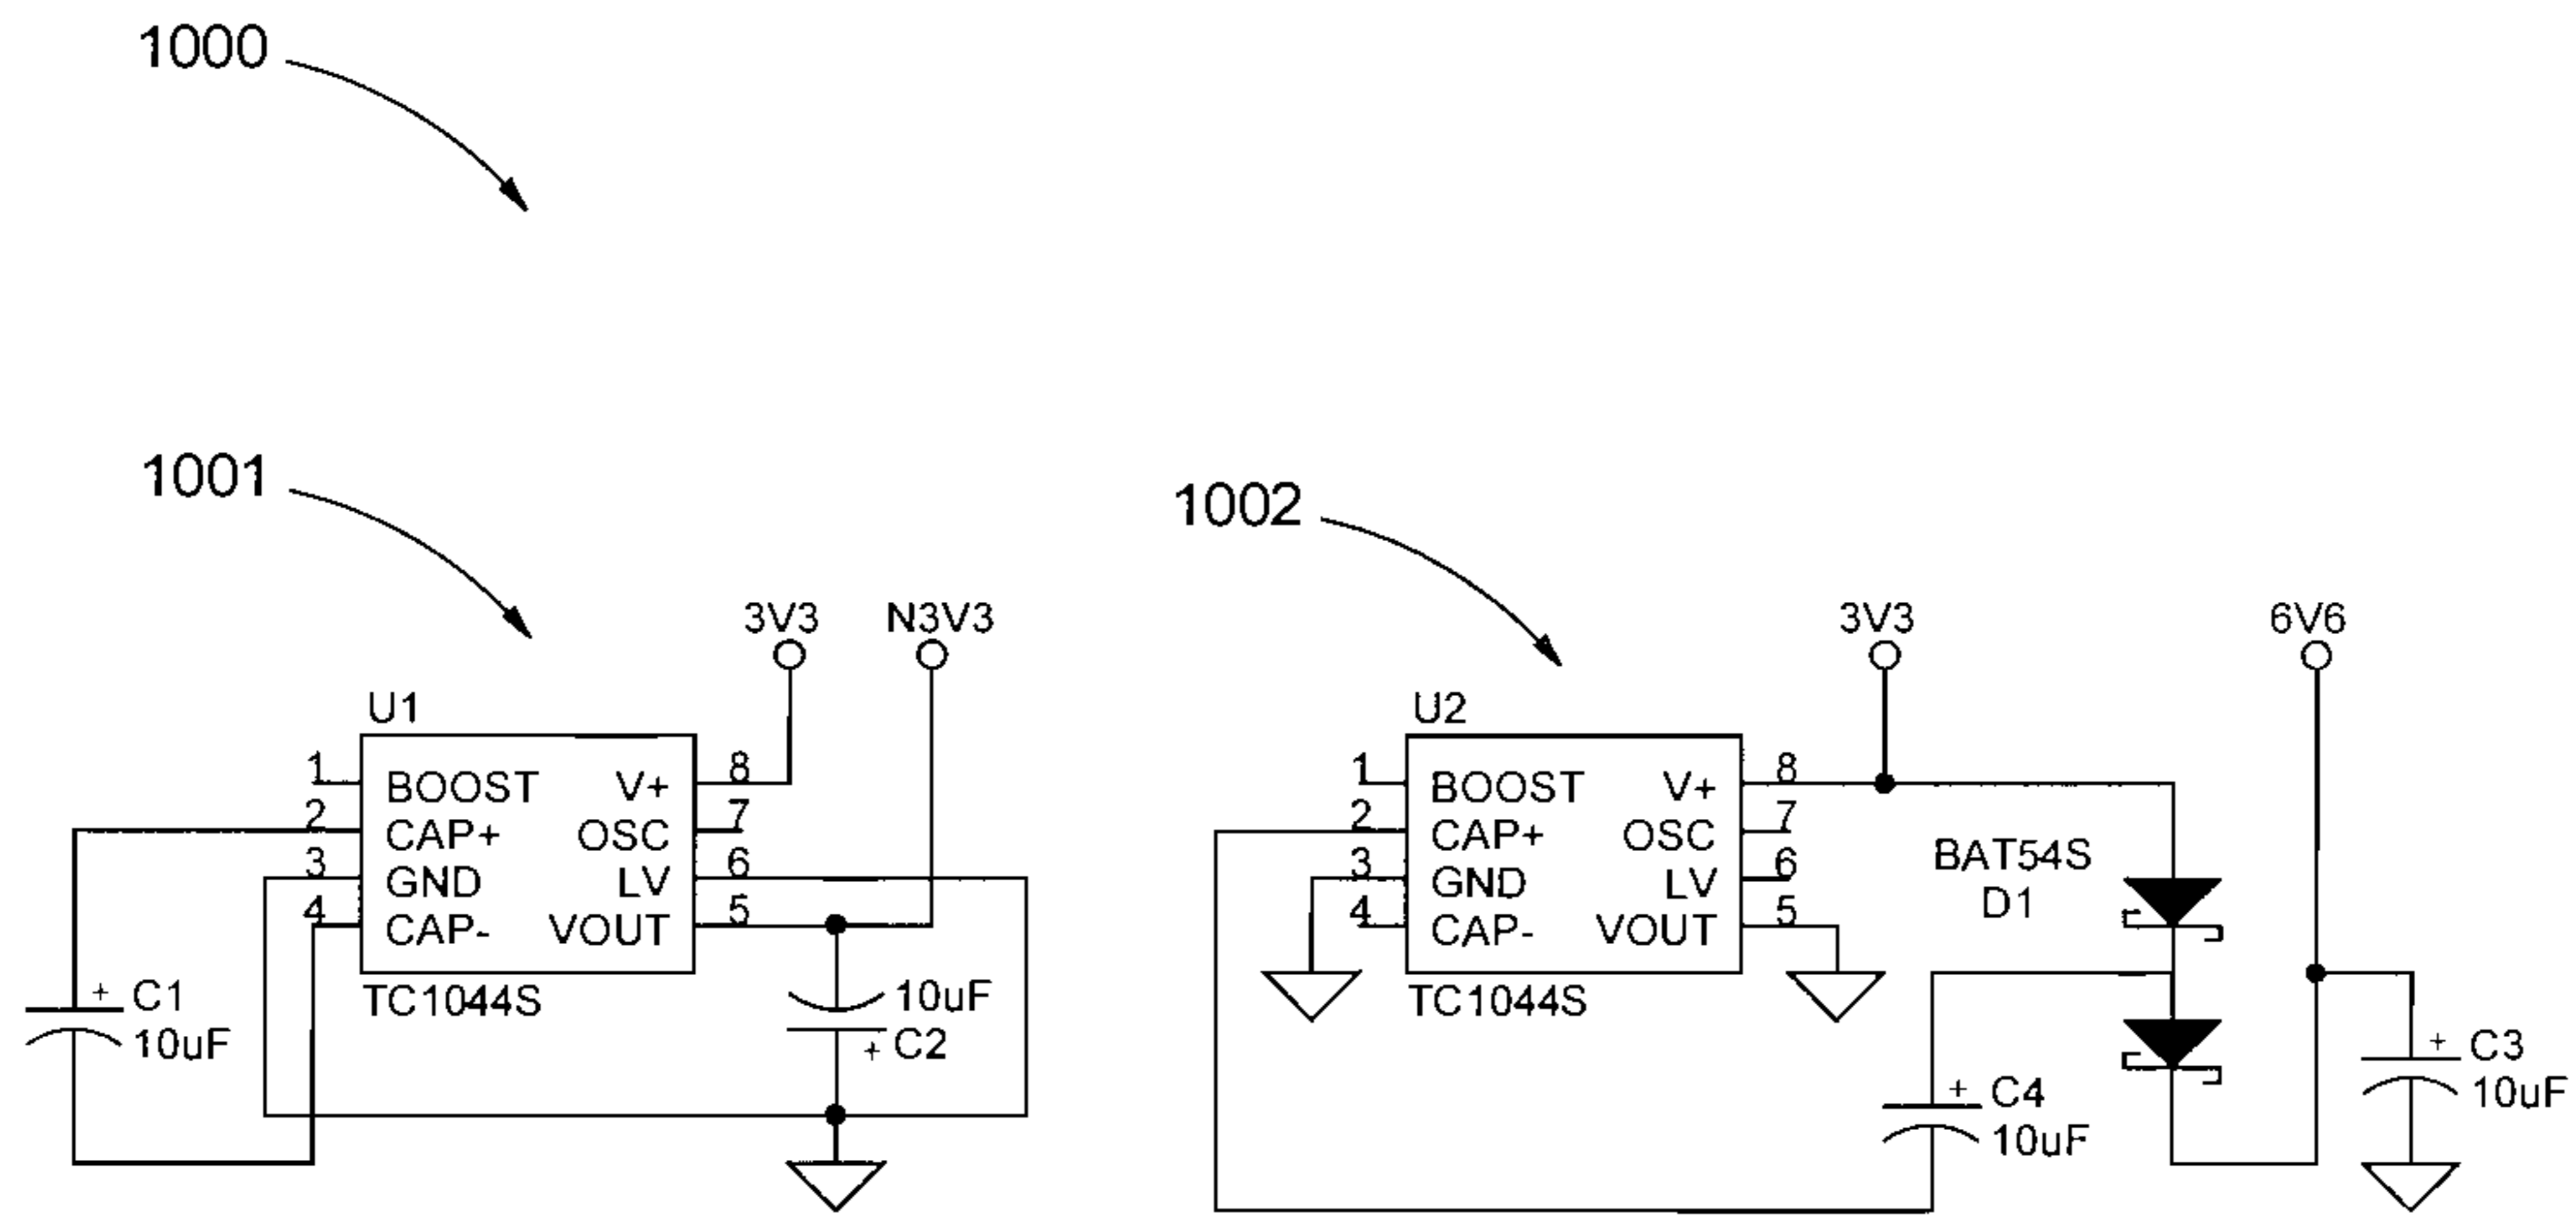 1000
1001
1002
3V3
N3V3
3V3
6V6
U1
1 BOOST V+ 8
2 CAP+ OSC 7
3 GND LV 6
4 CAP- VOUT 5
TC1044S
+ C1
10uF
10uF
+ C2
U2
1 BOOST V+ 8
2 CAP+ OSC 7
3 GND LV 6
4 CAP- VOUT 5
TC1044S
BAT54S
D1
+ C4
10uF
+ C3
10uF